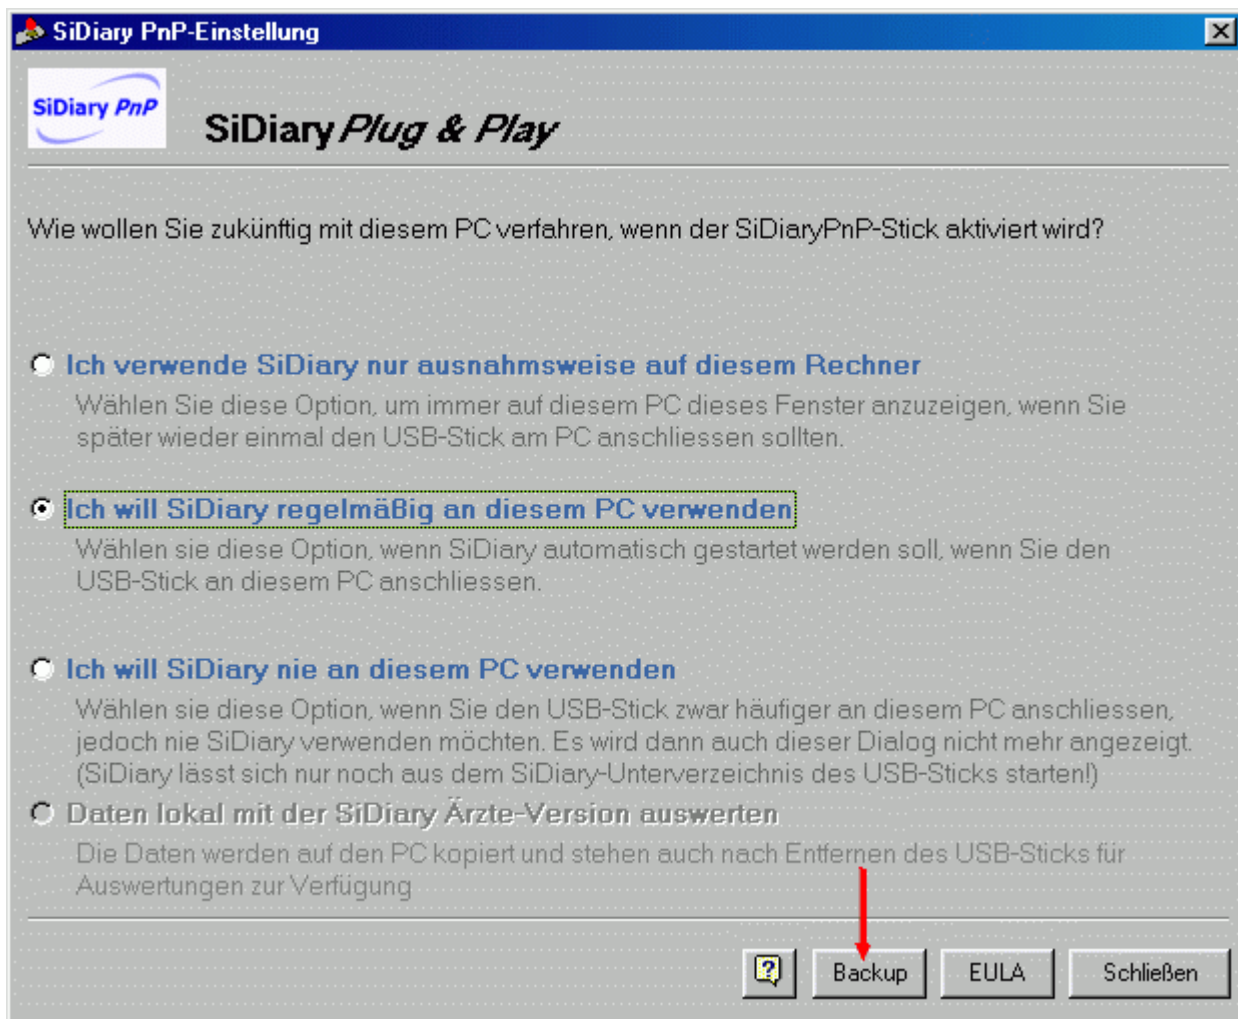 SiDiary PnP-Einstellung
SiDiary PnP
SiDiary Plug & Play
Wie wollen Sie zukünftig mit diesem PC verfahren, wenn der SiDiaryPnP-Stick aktiviert wird?
Ich verwende SiDiary nur ausnahmsweise auf diesem Rechner
Wählen Sie diese Option, um immer auf diesem PC dieses Fenster anzuzeigen, wenn Sie
später wieder einmal den USB-Stick am PC anschliessen sollten.
Ich will SiDiary regelmäßig an diesem PC verwenden
Wählen sie diese Option, wenn SiDiary automatisch gestartet werden soll, wenn Sie den
USB-Stick an diesem PC anschliessen.
Ich will SiDiary nie an diesem PC verwenden
Wählen sie diese Option, wenn Sie den USB-Stick zwar häufiger an diesem PC anschliessen,
jedoch nie SiDiary verwenden möchten. Es wird dann auch dieser Dialog nicht mehr angezeigt.
(SiDiary lässt sich nur noch aus dem SiDiary-Unterverzeichnis des USB-Sticks starten!)
Daten lokal mit der SiDiary Ärzte-Version auswerten
Die Daten werden auf den PC kopiert und stehen auch nach Entfernen des USB-Sticks für
Auswertungen zur Verfügung
? Backup EULA Schließen